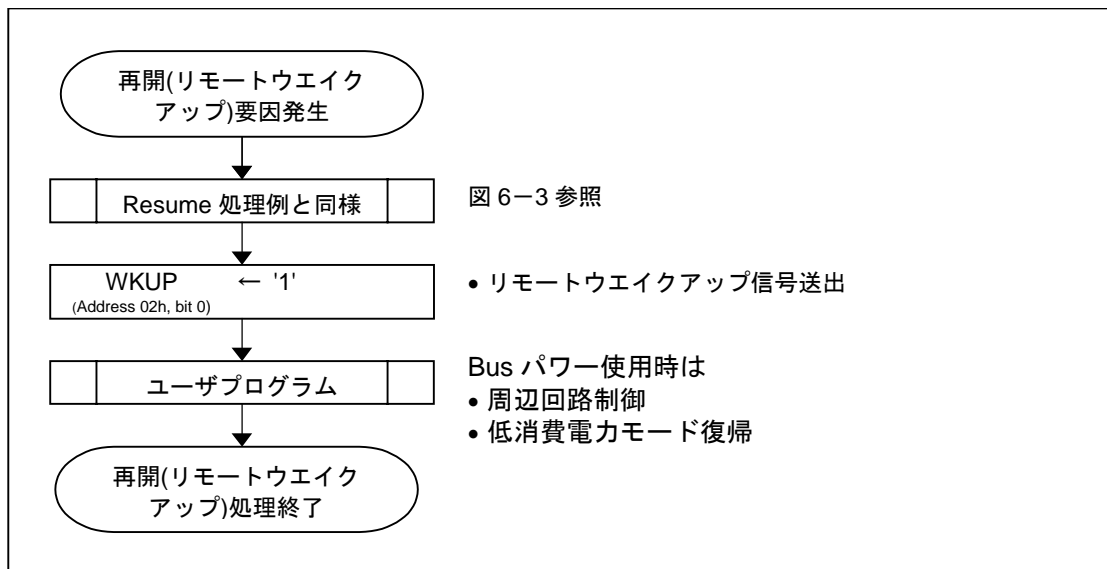 再開(リモートウエイク
アップ)要因発生
Resume 処理例と同様
図 6－3 参照
WKUP ← '1'
(Address 02h, bit 0)
• リモートウエイクアップ信号送出
ユーザプログラム
Bus パワー使用時は
• 周辺回路制御
• 低消費電力モード復帰
再開(リモートウエイク
アップ)処理終了